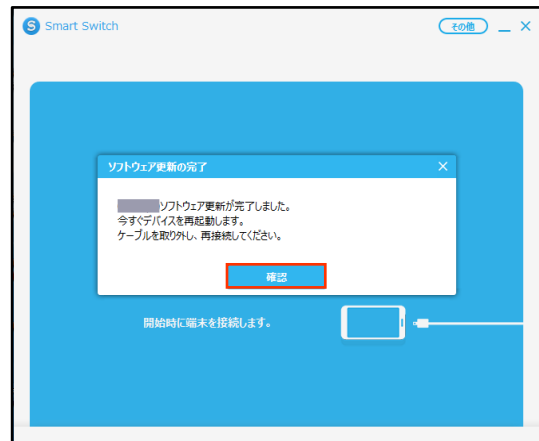 S Smart Switch
その他
ソフトウェア更新の完了
ソフトウェア更新が完了しました。
今すぐデバイスを再起動します。
ケーブルを取外し、再接続してください。
確認
開始時に端末を接続します。